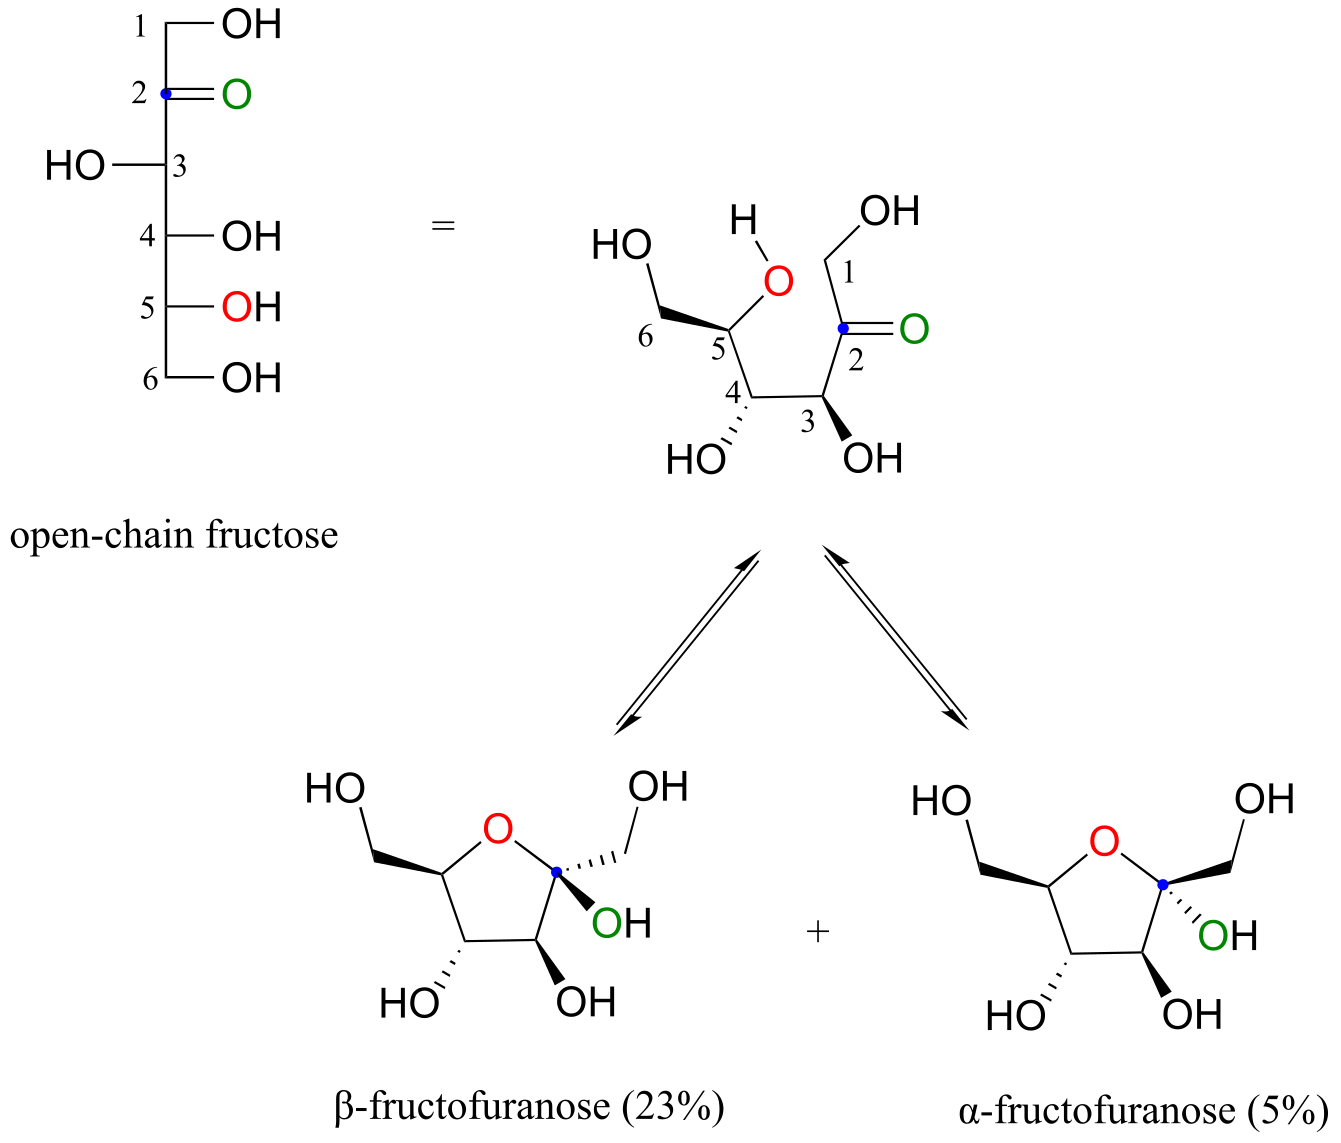 1 OH
2 O
HO 3
4 OH
5 OH
6 OH
=
HO H OH
O 1
6 5 2 O
4 3
HO OH
open-chain fructose
HO OH
O
OH
HO OH
+
HO OH
O
OH
HO OH
β-fructofuranose (23%)
α-fructofuranose (5%)